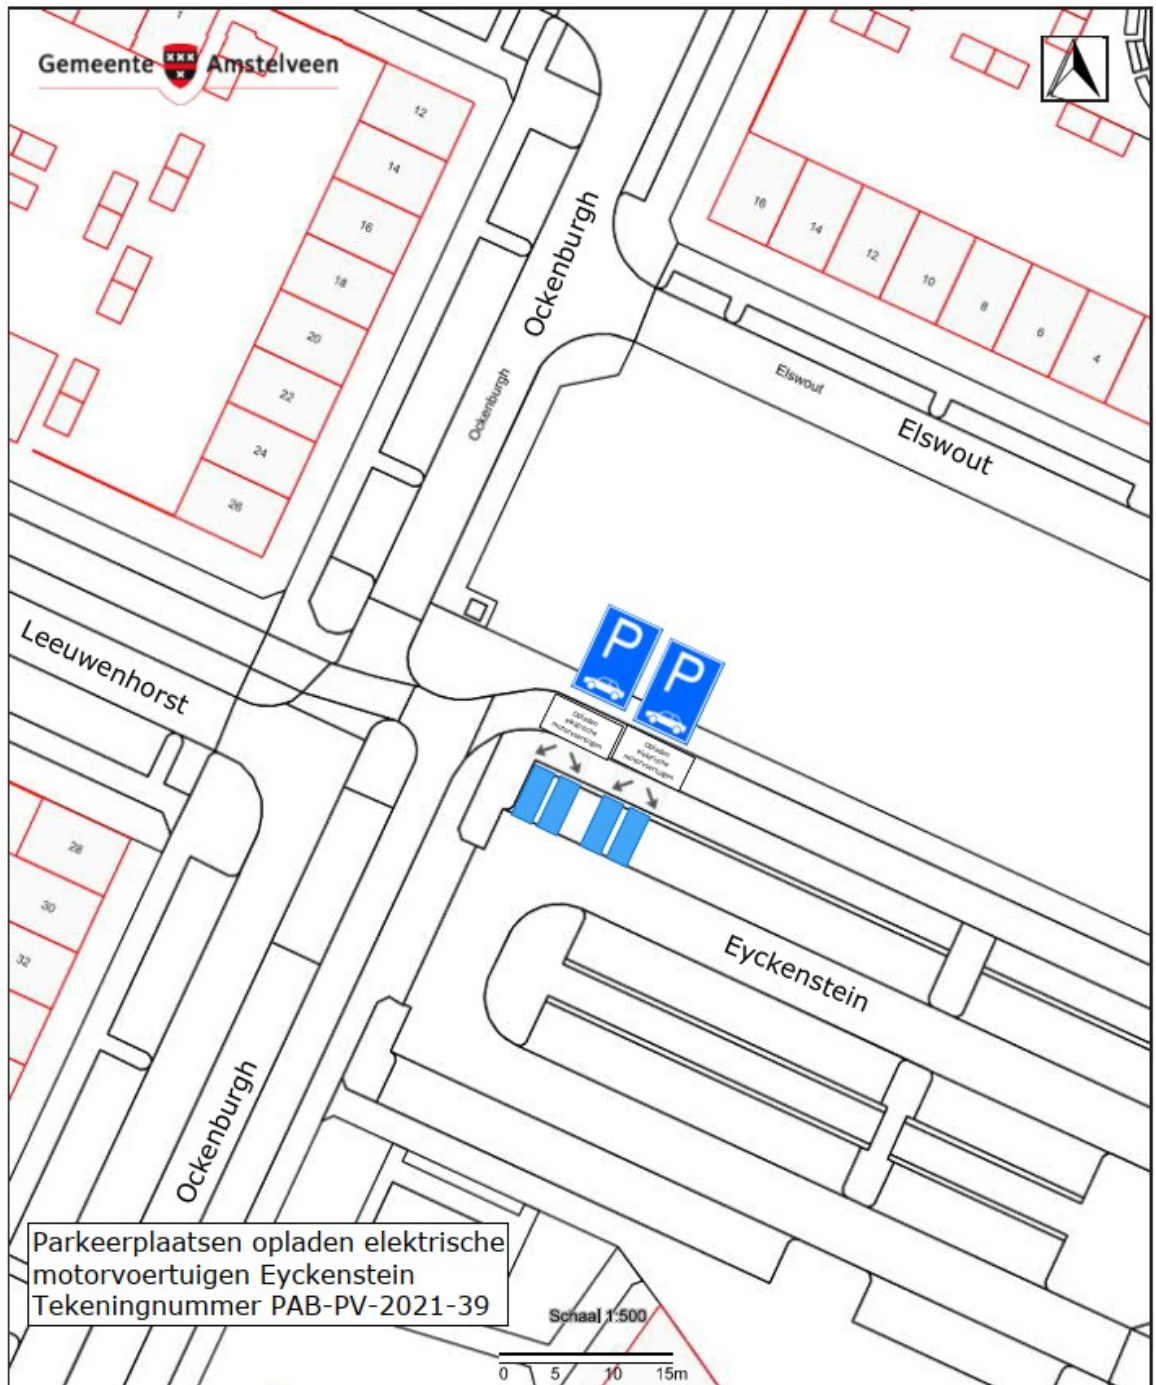 1
Gemeente Amstelveen
12
14
16
18
20
22
24
26
16
14
12
10
8
6
4
Ockenburgh
Ockenburgh
Elswout
Elswout
Leeuwenhorst
P
P
Opladen
elektrische
motorvoertuigen
Opladen
elektrische
motorvoertuigen
28
30
32
Eyckenstein
Ockenburgh
Parkeerplaatsen opladen elektrische
motorvoertuigen Eyckenstein
Tekeningnummer PAB-PV-2021-39
Schaal 1:500
0 5 10 15m